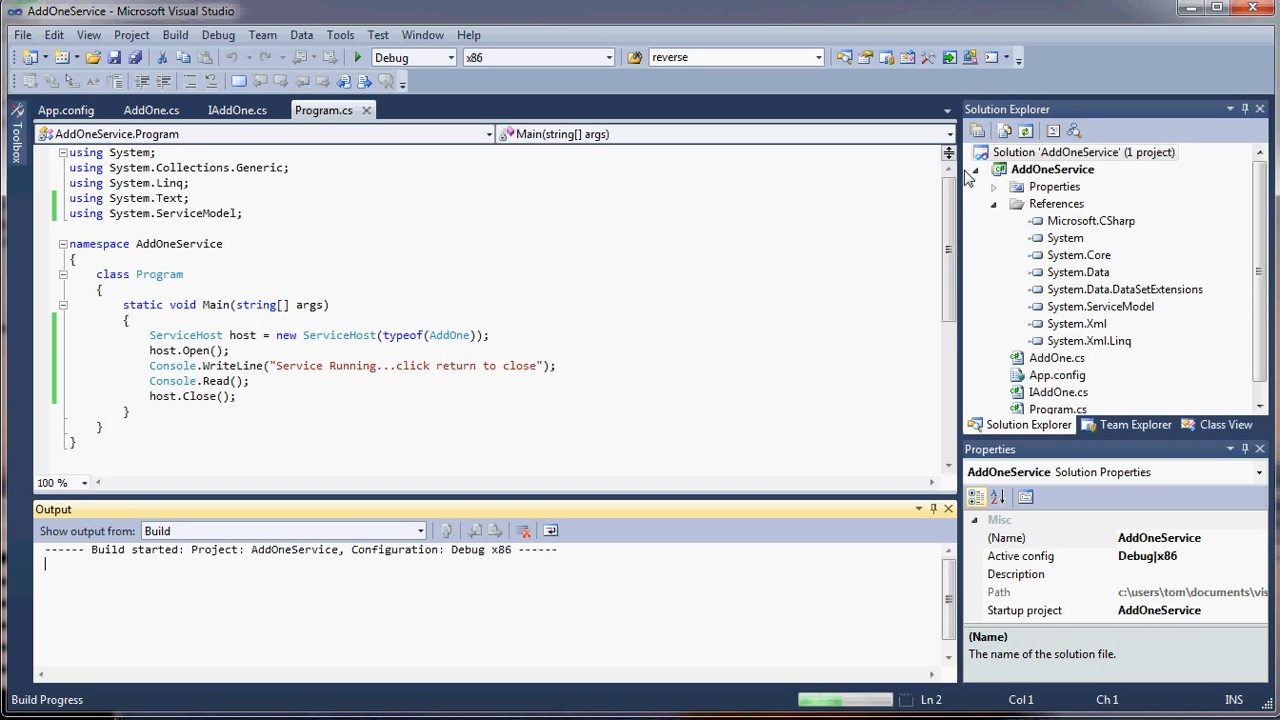 AddOneService - Microsoft Visual Studio
File Edit View Project Build Debug Team Data Tools Test Window Help
Debug x86 reverse
App.config AddOne.cs IAddOne.cs Program.cs
AddOneService.Program Main(string[] args)
Toolbox
using System;
using System.Collections.Generic;
using System.Linq;
using System.Text;
using System.ServiceModel;
namespace AddOneService
{
class Program
{
static void Main(string[] args)
{
ServiceHost host = new ServiceHost(typeof(AddOne));
host.Open();
Console.WriteLine("Service Running...click return to close");
Console.Read();
host.Close();
}
}
}
100 %
Output
Show output from: Build
------ Build started: Project: AddOneService, Configuration: Debug x86 ------
Solution Explorer
Solution 'AddOneService' (1 project)
AddOneService
Properties
References
Microsoft.CSharp
System
System.Core
System.Data
System.Data.DataSetExtensions
System.ServiceModel
System.Xml
System.Xml.Linq
AddOne.cs
App.config
IAddOne.cs
Program.cs
Solution Explorer Team Explorer Class View
Properties
AddOneService Solution Properties
Misc
(Name) AddOneService
Active config Debug|x86
Description
Path c:\users\tom\documents\vis
Startup project AddOneService
(Name)
The name of the solution file.
Build Progress Ln 2 Col 1 Ch 1 INS